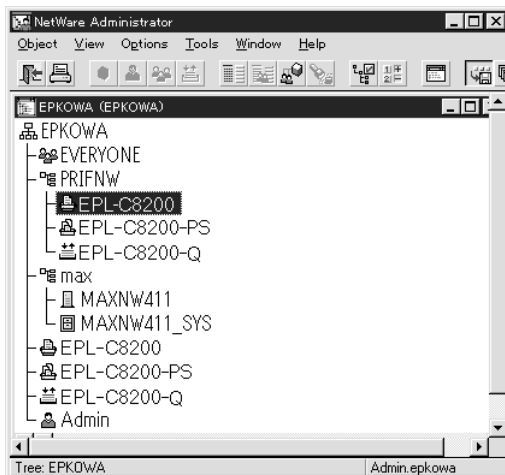 NetWare Administrator
Object View Options Tools Window Help
EPKOWA (EPKOWA)
EPKOWA
EVERYONE
PRIFNW
EPL-C8200
EPL-C8200-PS
EPL-C8200-Q
max
MAXNW411
MAXNW411_SYS
EPL-C8200
EPL-C8200-PS
EPL-C8200-Q
Admin
Tree: EPKOWA Admin.epkowa